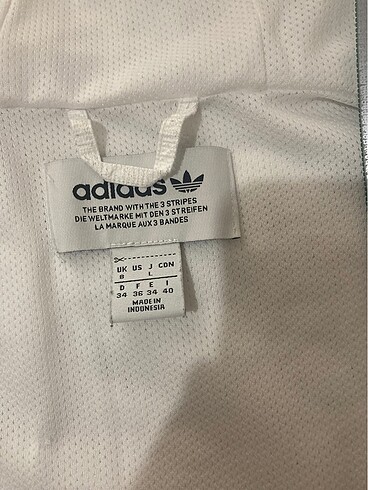 adidas
THE BRAND WITH THE 3 STRIPES
DIE WELTMARKE MIT DEN 3 STREIFEN
LA MARQUE AUX 3 BANDES
UK US J CDN
8 L
D F E I
34 36 34 40
MADE IN
INDONESIA